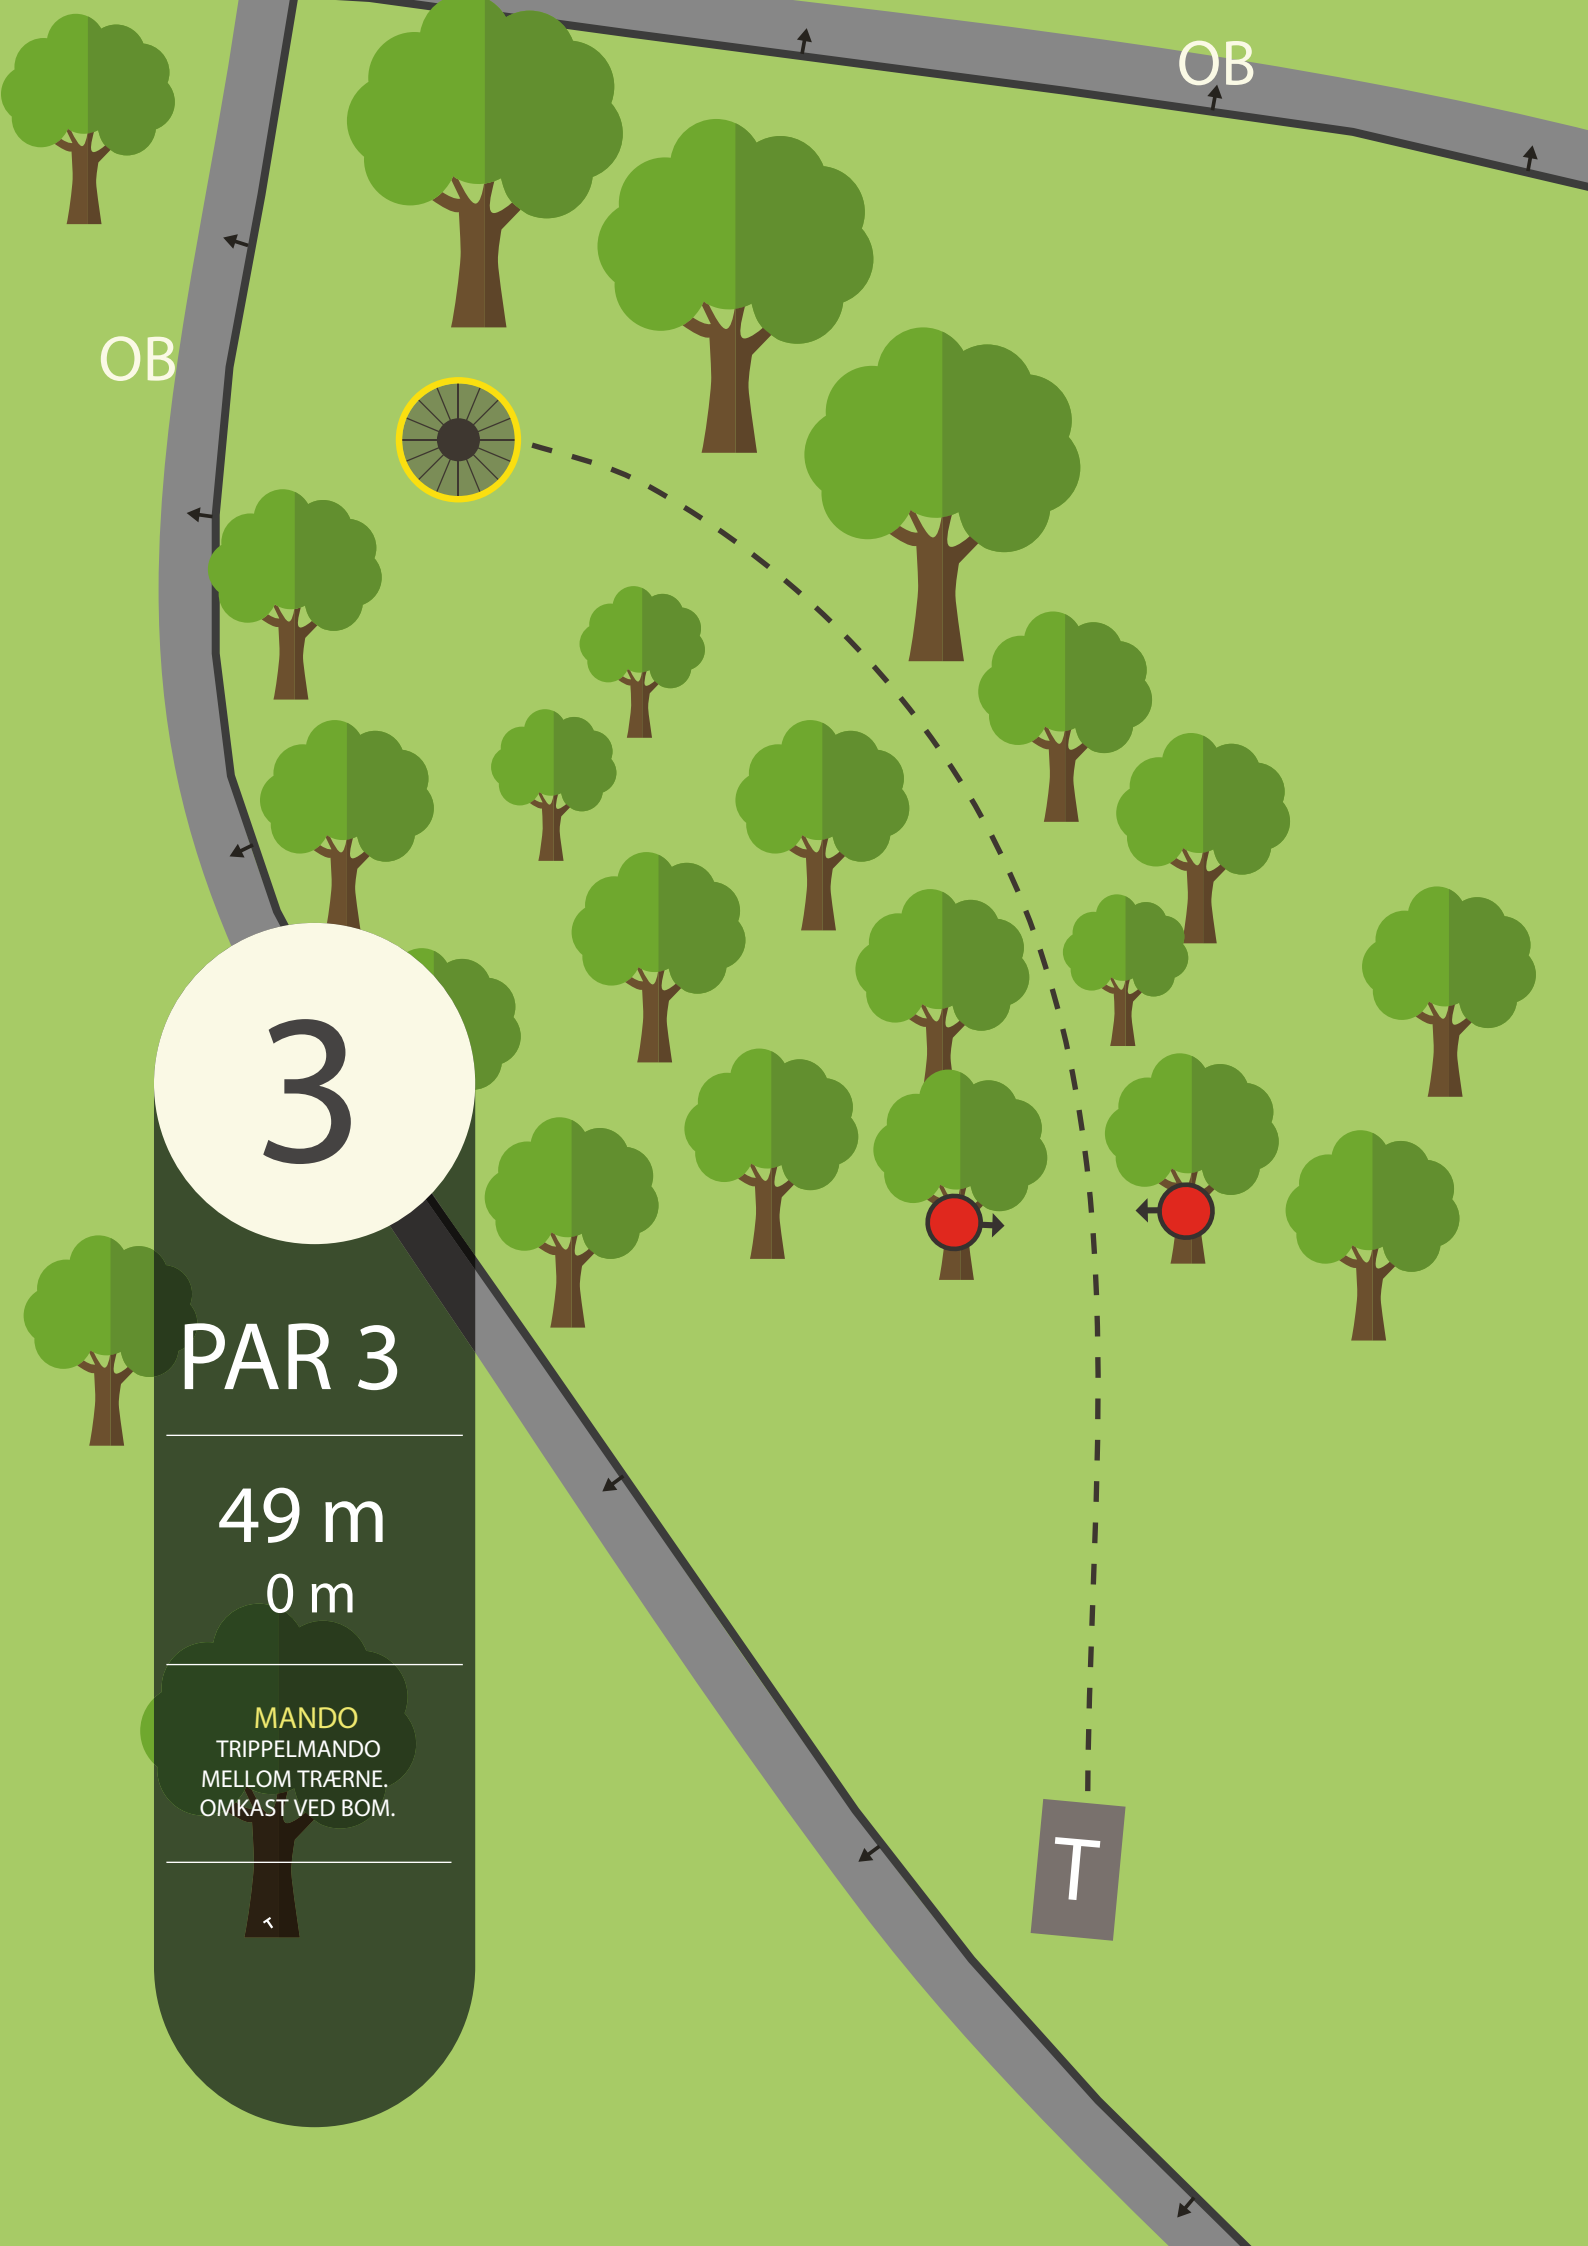 OB
OB
3
PAR 3
49 m
0 m
MANDO
TRIPPELMANDO
MELLOM TRÆRNE.
OMKAST VED BOM.
T
T